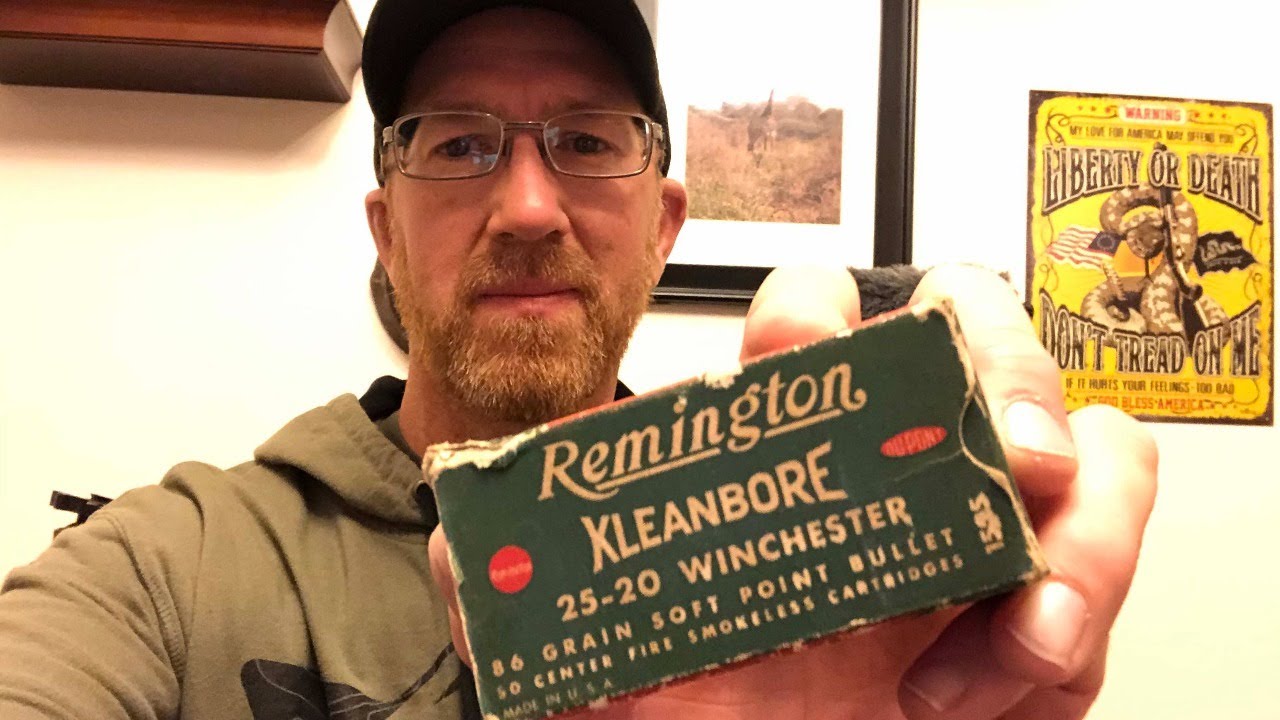 WARNING
MY LOVE FOR AMERICA MAY OFFEND YOU
LIBERTY OR DEATH
DON'T TREAD ON ME
IF IT HURTS YOUR FEELINGS - TOO BAD
GOD BLESS AMERICA
Remington
KLEANBORE
DUPONT
25-20 WINCHESTER
86 GRAIN SOFT POINT BULLET
50 CENTER FIRE SMOKELESS CARTRIDGES
MADE IN U.S.A.